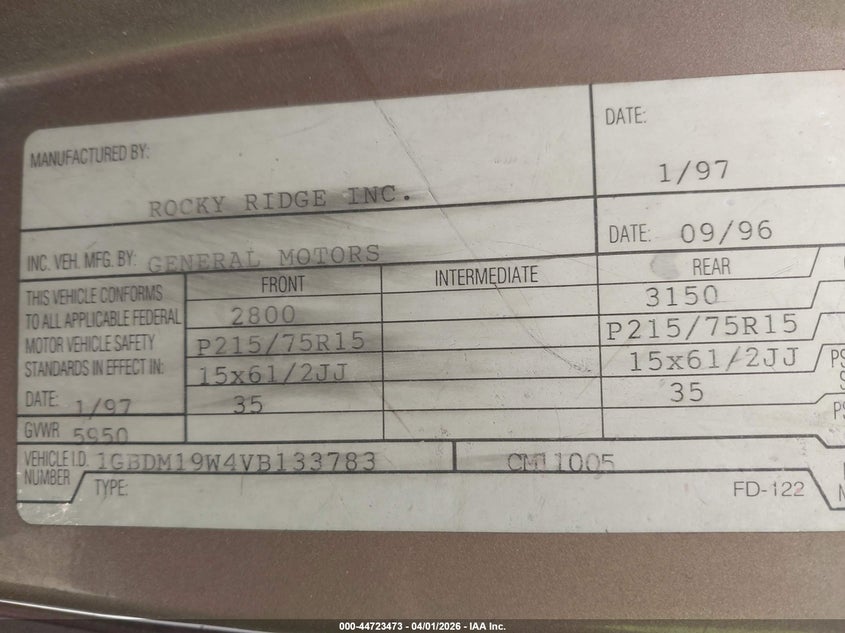 MANUFACTURED BY:
ROCKY RIDGE INC.
DATE:
1/97
INC. VEH. MFG. BY: GENERAL MOTORS
DATE: 09/96
THIS VEHICLE CONFORMS
TO ALL APPLICABLE FEDERAL
MOTOR VEHICLE SAFETY
STANDARDS IN EFFECT IN:
DATE: 1/97
FRONT INTERMEDIATE REAR
2800 3150
P215/75R15 P215/75R15
15x61/2JJ 15x61/2JJ
35 35
PS
S
PS
GVWR 5950
VEHICLE I.D.
NUMBER
1GBDM19W4VB133783 CM11005
TYPE:
FD-122
000-44723473 - 04/01/2026 - IAA Inc.